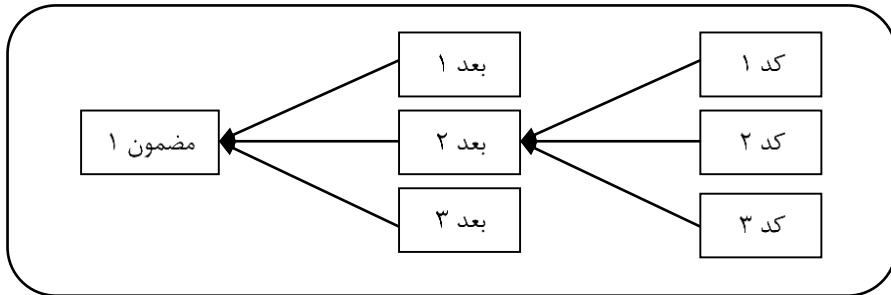 کد ۱
کد ۲
کد ۳
بعد ۱
بعد ۲
بعد ۳
مضمون ۱